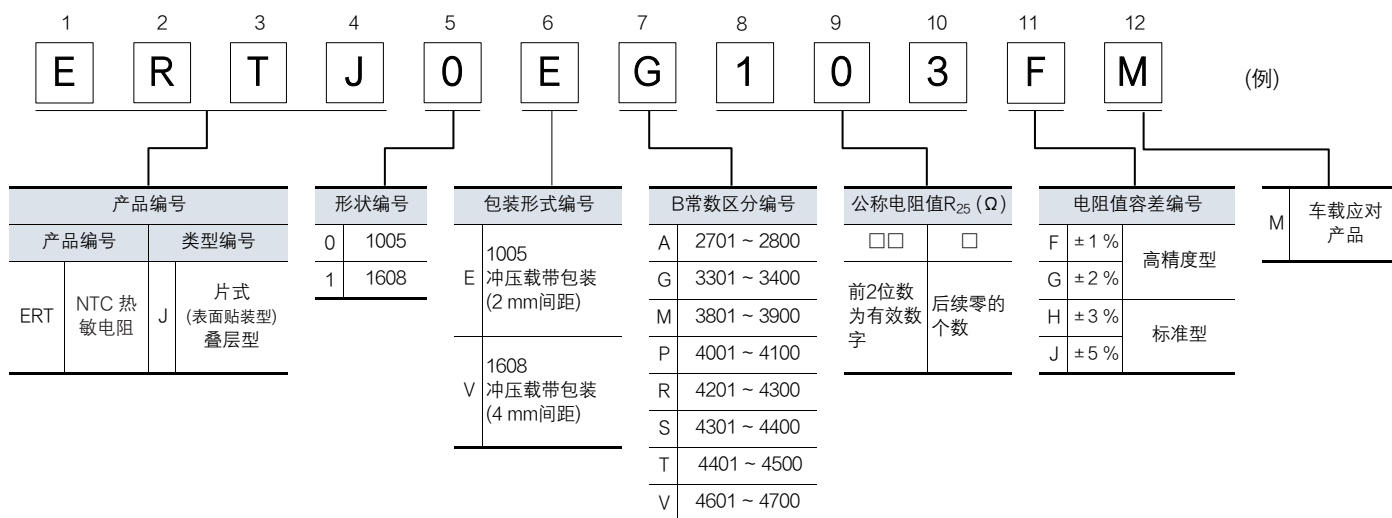 1 2 3 4 5 6 7 8 9 10 11 12
E R T J 0 E G 1 0 3 F M (例)
产品编号
产品编号 类型编号
ERT
NTC 热
敏电阻
J
片式
(表面贴装型)
叠层型
形状编号
0 1005
1 1608
包装形式编号
E
1005
冲压载带包装
(2 mm间距)
V
1608
冲压载带包装
(4 mm间距)
B常数区分编号
A 2701 ~ 2800
G 3301 ~ 3400
M 3801 ~ 3900
P 4001 ~ 4100
R 4201 ~ 4300
S 4301 ~ 4400
T 4401 ~ 4500
V 4601 ~ 4700
公称电阻值R25 (Ω)
□□ □
前2位数
为有效数
字
后续零的
个数
电阻值容差编号
F ±1 %
G ±2 %
高精度型
H ±3 %
J ±5 %
标准型
M
车载应对
产品